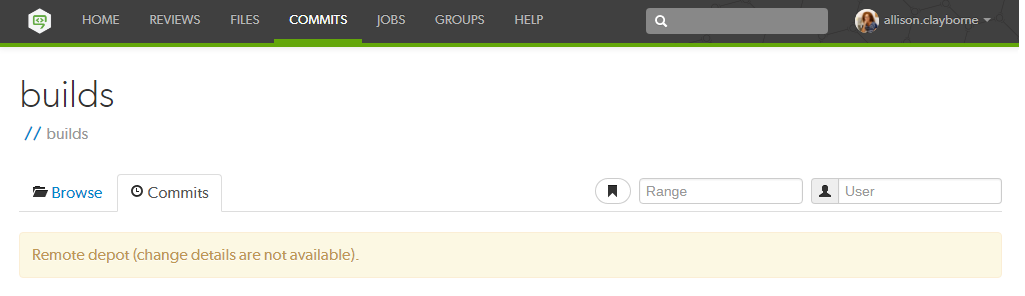 HOME REVIEWS FILES COMMITS JOBS GROUPS HELP allison.clayborne
builds
// builds
Browse Commits Range User
Remote depot (change details are not available).